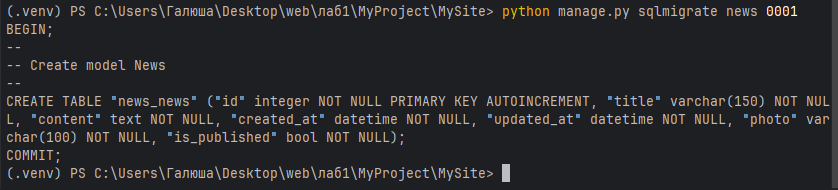 (.venv) PS C:\Users\Галюша\Desktop\web\лаб1\MyProject\MySite> python manage.py sqlmigrate news 0001
BEGIN;
--
-- Create model News
--
CREATE TABLE "news_news" ("id" integer NOT NULL PRIMARY KEY AUTOINCREMENT, "title" varchar(150) NOT NUL
L, "content" text NOT NULL, "created_at" datetime NOT NULL, "updated_at" datetime NOT NULL, "photo" var
char(100) NOT NULL, "is_published" bool NOT NULL);
COMMIT;
(.venv) PS C:\Users\Галюша\Desktop\web\лаб1\MyProject\MySite>